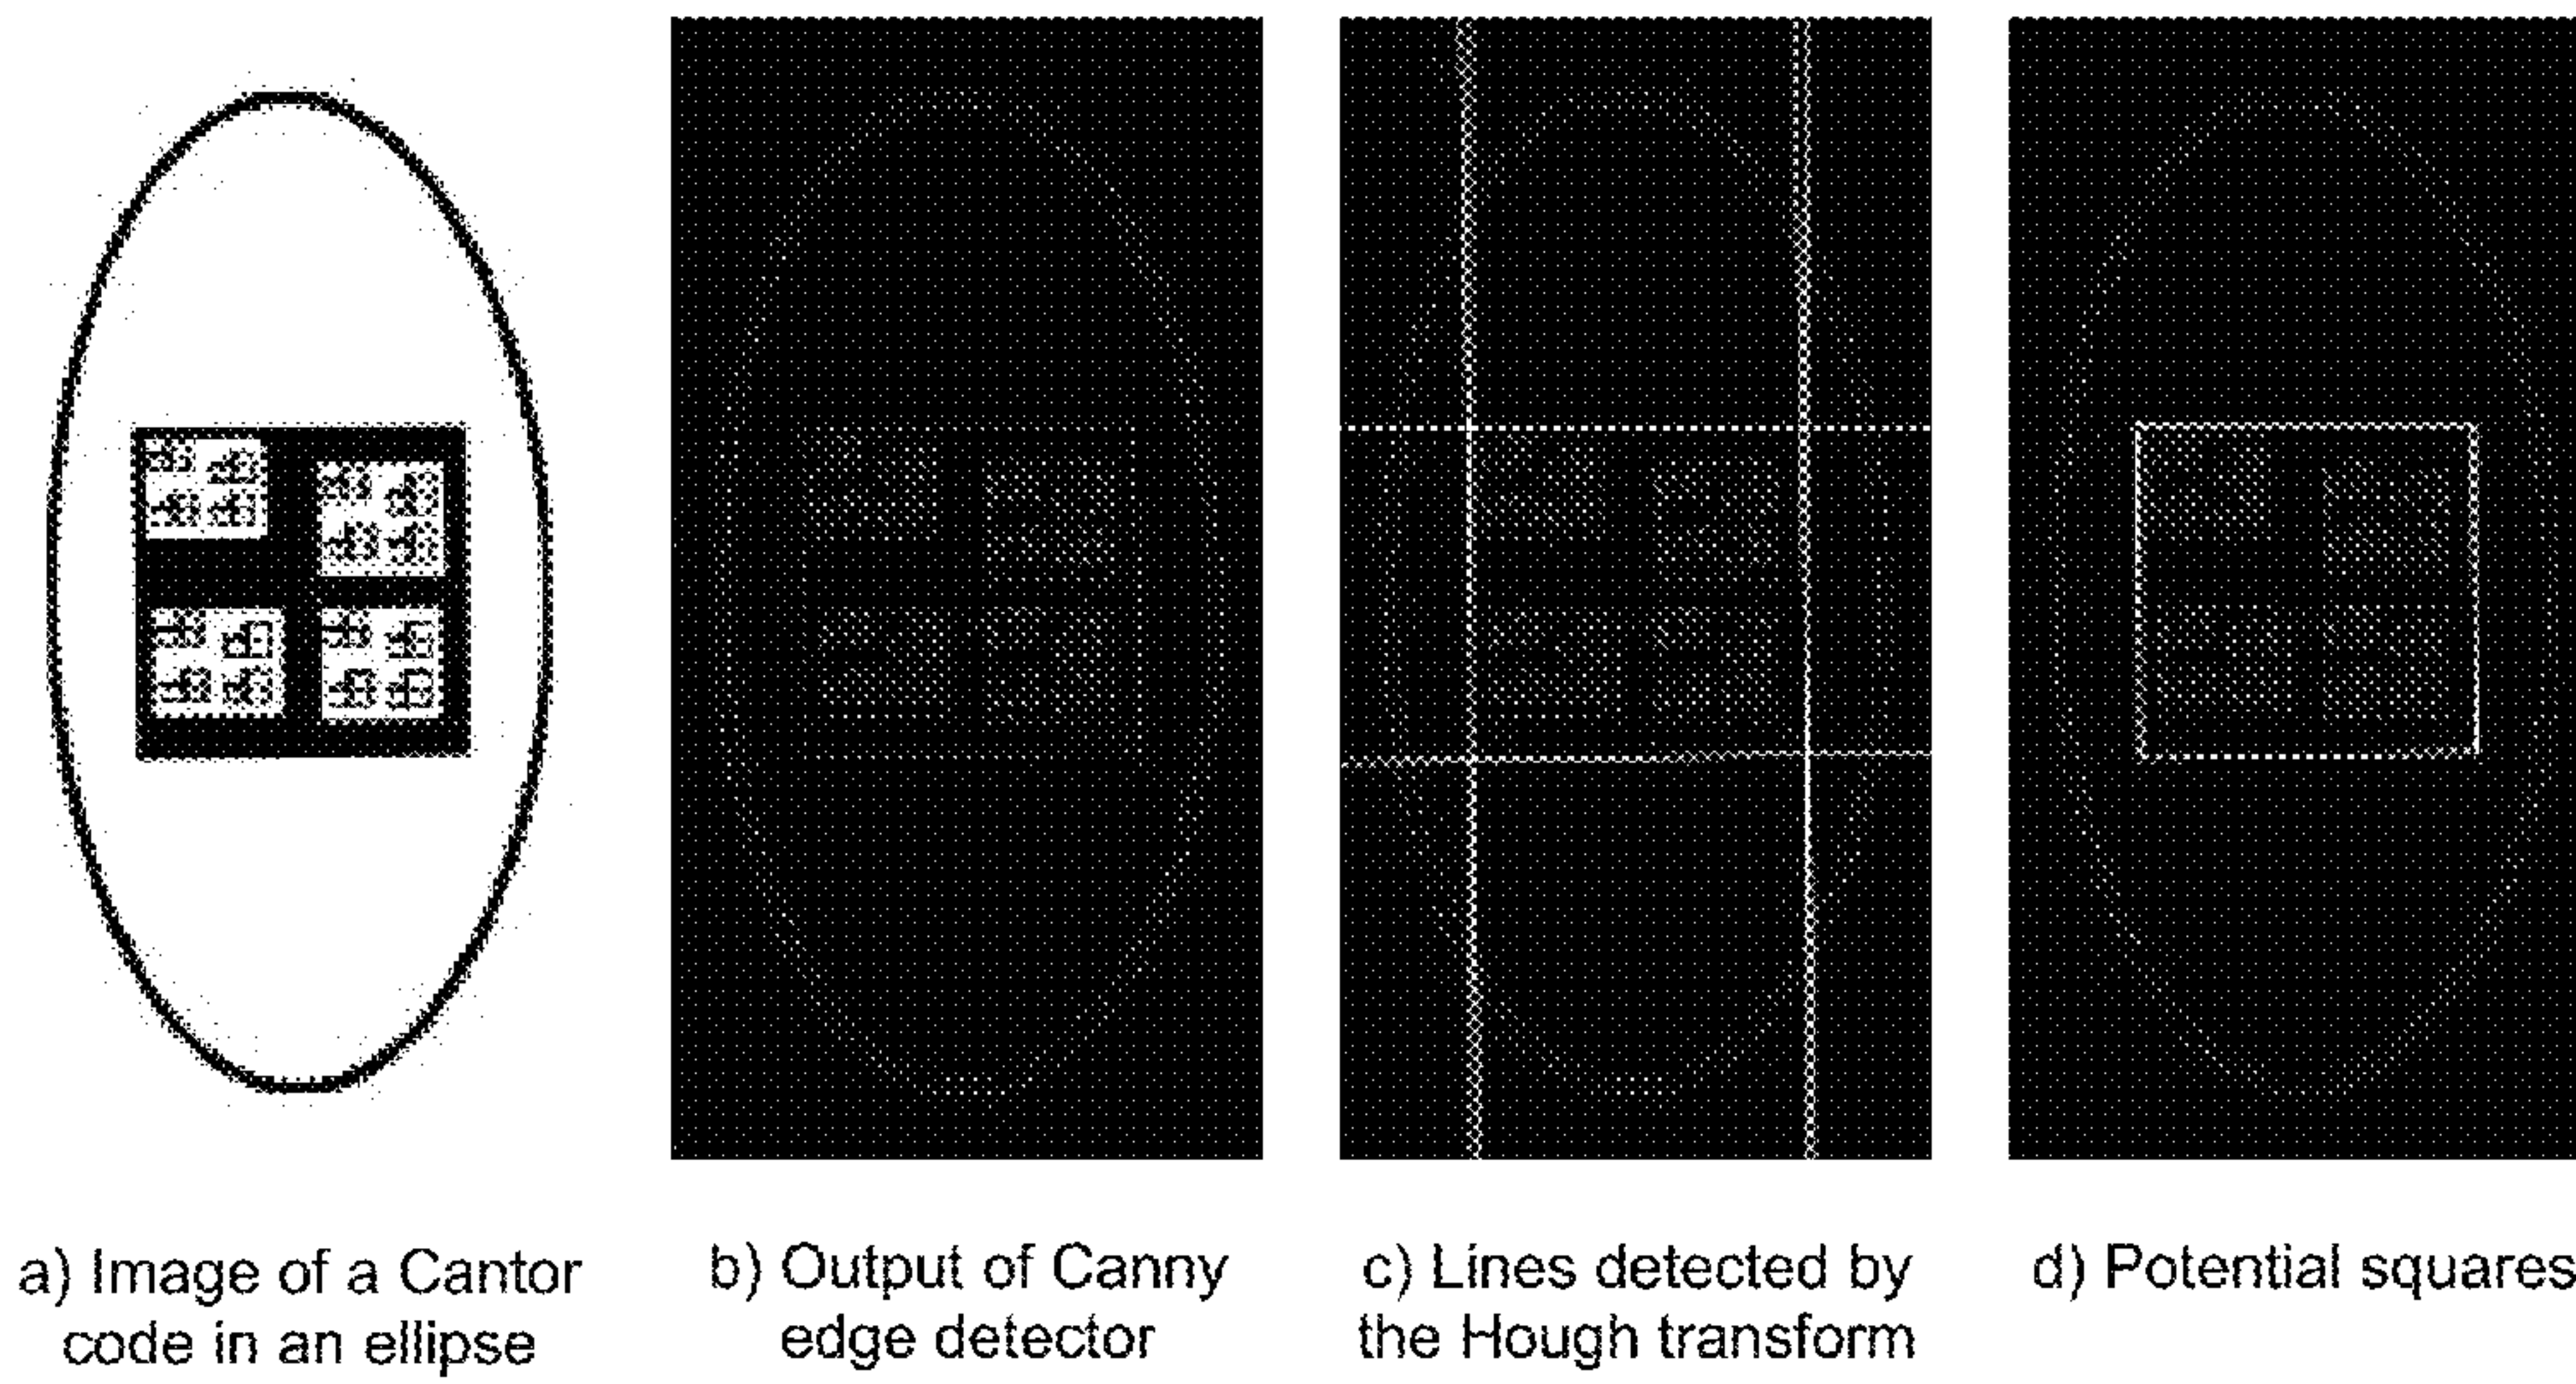 a) Image of a Cantor
code in an ellipse
b) Output of Canny
edge detector
c) Lines detected by
the Hough transform
d) Potential squares